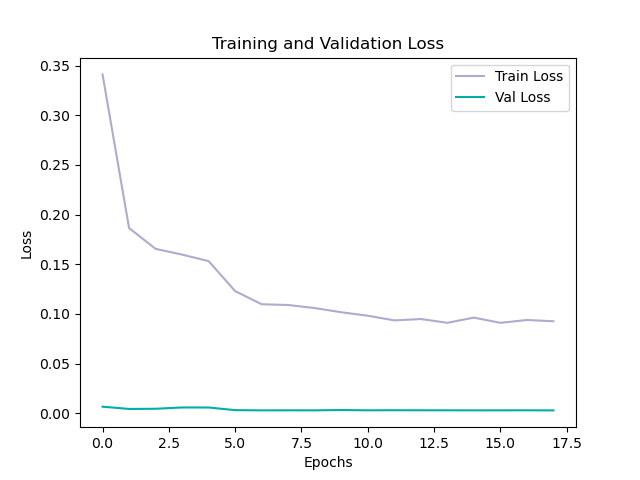 Training and Validation Loss
Train Loss
Val Loss
Loss
0.35
0.30
0.25
0.20
0.15
0.10
0.05
0.00
0.0 2.5 5.0 7.5 10.0 12.5 15.0 17.5
Epochs